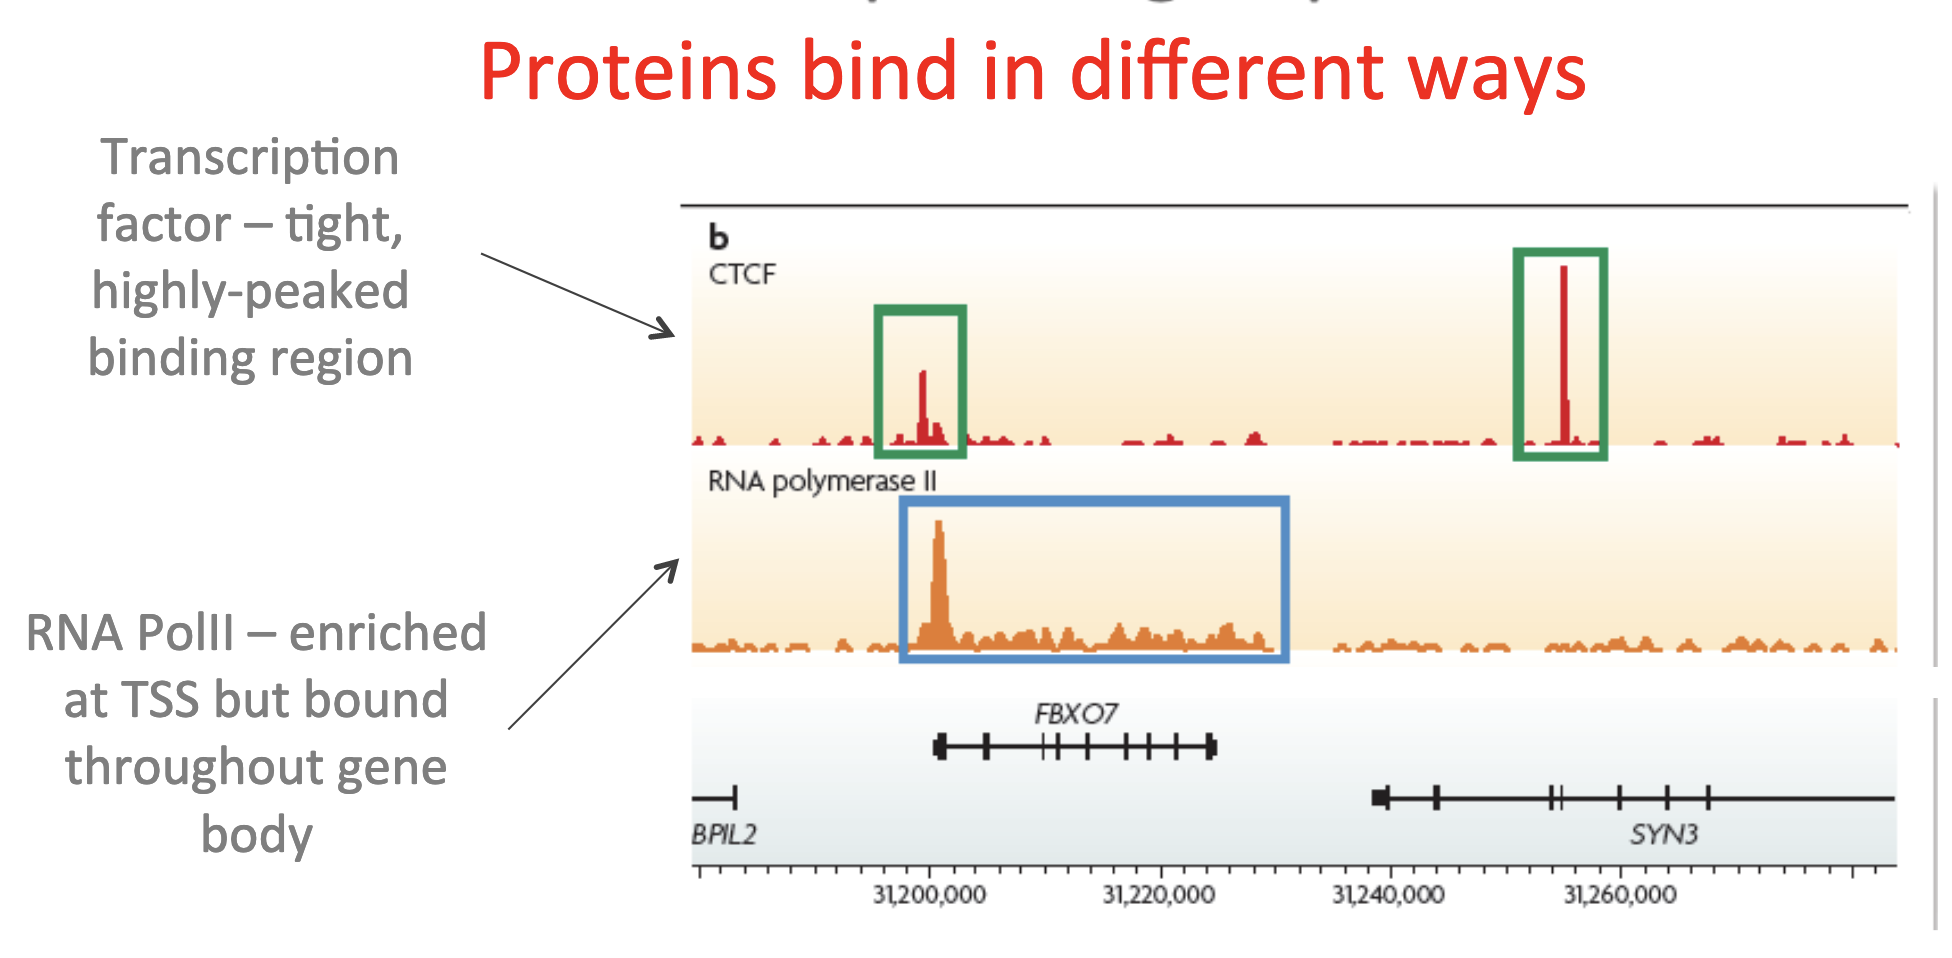 Proteins bind in different ways
Transcription
factor – tight,
highly-peaked
binding region
b
CTCF
RNA polymerase II
RNA PolII – enriched
at TSS but bound
throughout gene
body
FBXO7
BPIL2
SYN3
31,200,000 31,220,000 31,240,000 31,260,000